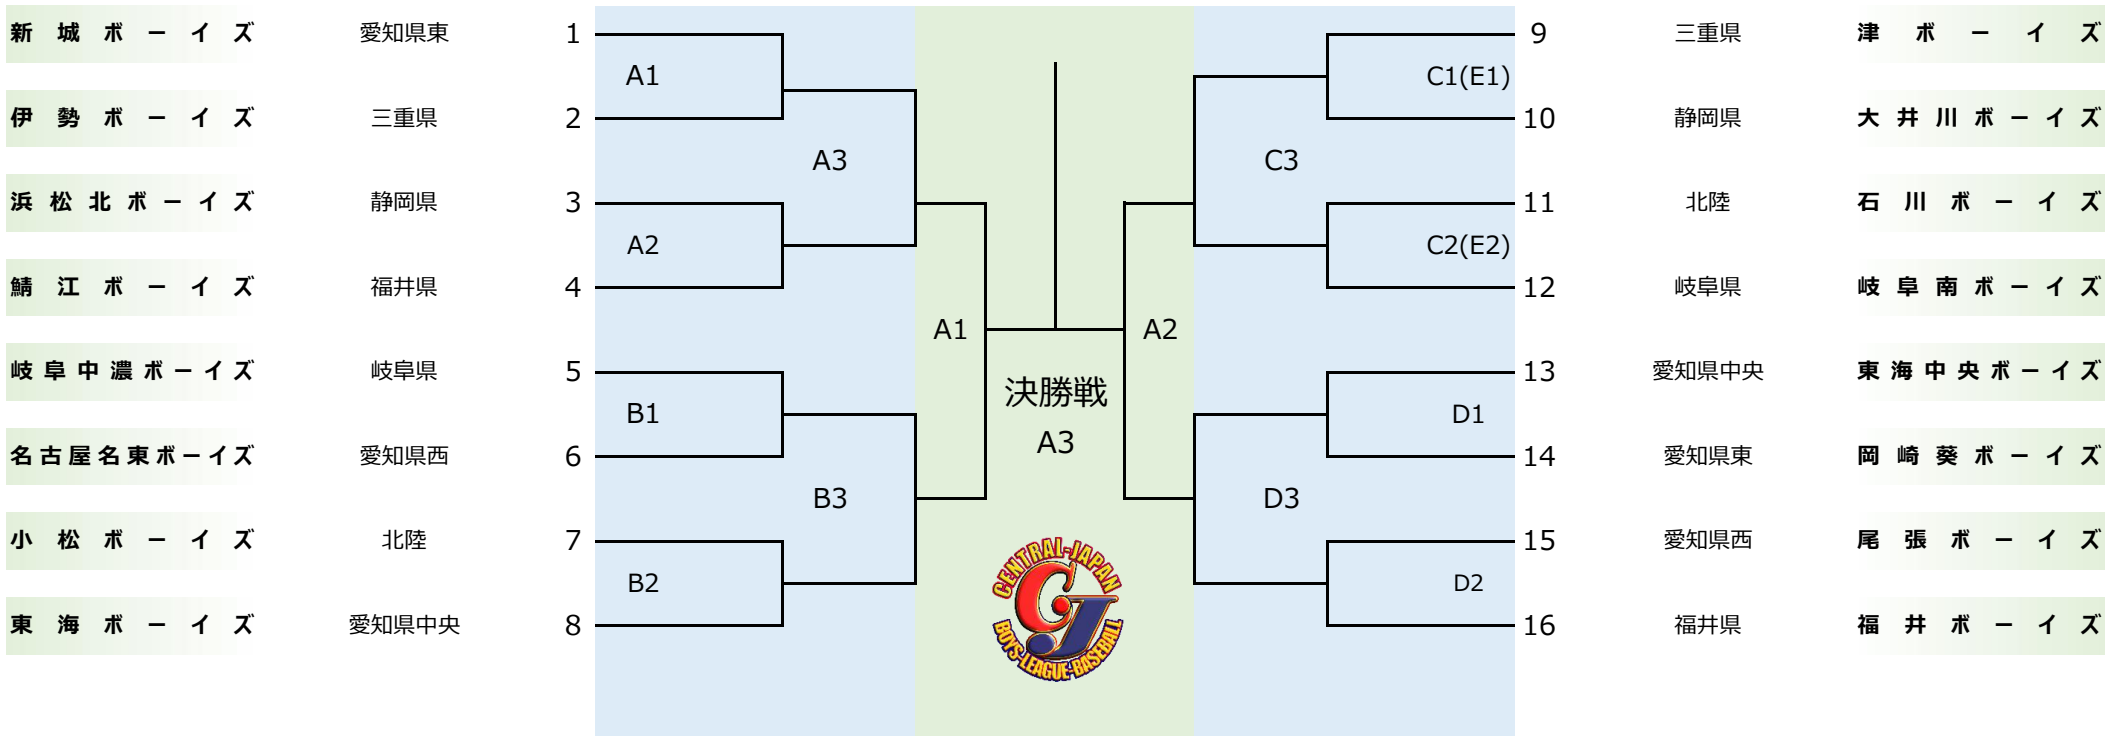 新城ボーイズ 愛知県東 1 9 三重県 津ボーイズ
A1 C1(E1)
伊勢ボーイズ 三重県 2 10 静岡県 大井川ボーイズ
A3 C3
浜松北ボーイズ 静岡県 3 11 北陸 石川ボーイズ
A2 C2(E2)
鯖江ボーイズ 福井県 4 12 岐阜県 岐阜南ボーイズ
A1 A2
岐阜中濃ボーイズ 岐阜県 5 13 愛知県中央 東海中央ボーイズ
決勝戦
B1 D1
A3
名古屋名東ボーイズ 愛知県西 6 14 愛知県東 岡崎葵ボーイズ
B3 D3
小松ボーイズ 北陸 7 15 愛知県西 尾張ボーイズ
CENTRAL-JAPAN
CJ
B2 D2
BOYS-LEAGUE-BASEBALL
東海ボーイズ 愛知県中央 8 16 福井県 福井ボーイズ